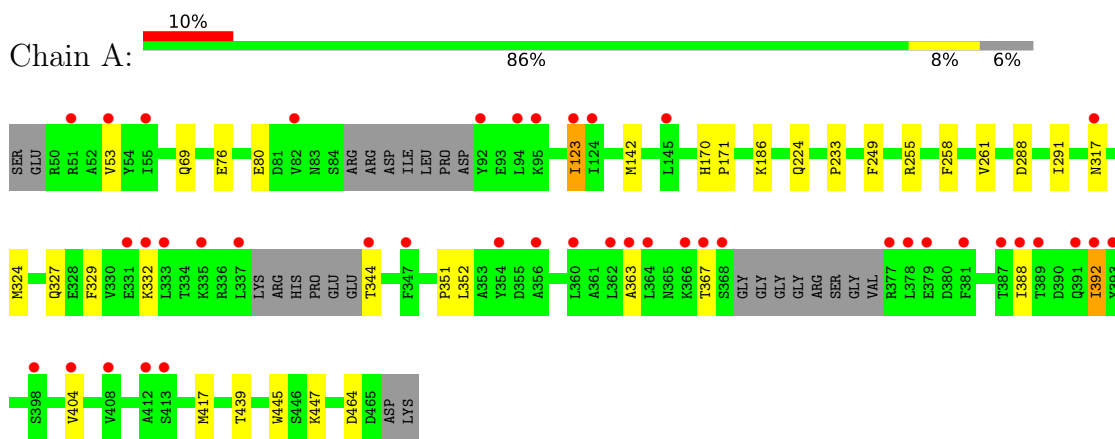 10%
Chain A:
86%
8%
6%
SER GLU R50 R51 A52 V53 Y54 I55 Q69 E76 E80 D81 V82 N83 S84 ARG ARG ASP ILE LEU PRO ASP Y92 E93 L94 K95 I123 I124 M142 L145 H170 P171 K186 Q224 P233 F249 R255 F258 V261 D288 I291 N317
M324 Q327 E328 F329 V330 E331 K332 L333 T334 K335 R336 L337 LYS ARG HIS PRO GLU GLU T344 F347 P351 L352 A353 Y354 D355 A356 L360 A361 L362 A363 L364 N365 K366 T367 S368 GLY GLY GLY GLY ARG SER GLY VAL R377 L378 E379 D380 F381 T387 I388 T389 D390 Q391 I392 Y393
S398 V404 V408 A412 S413 M417 T439 W445 S446 K447 D464 D465 ASP LYS